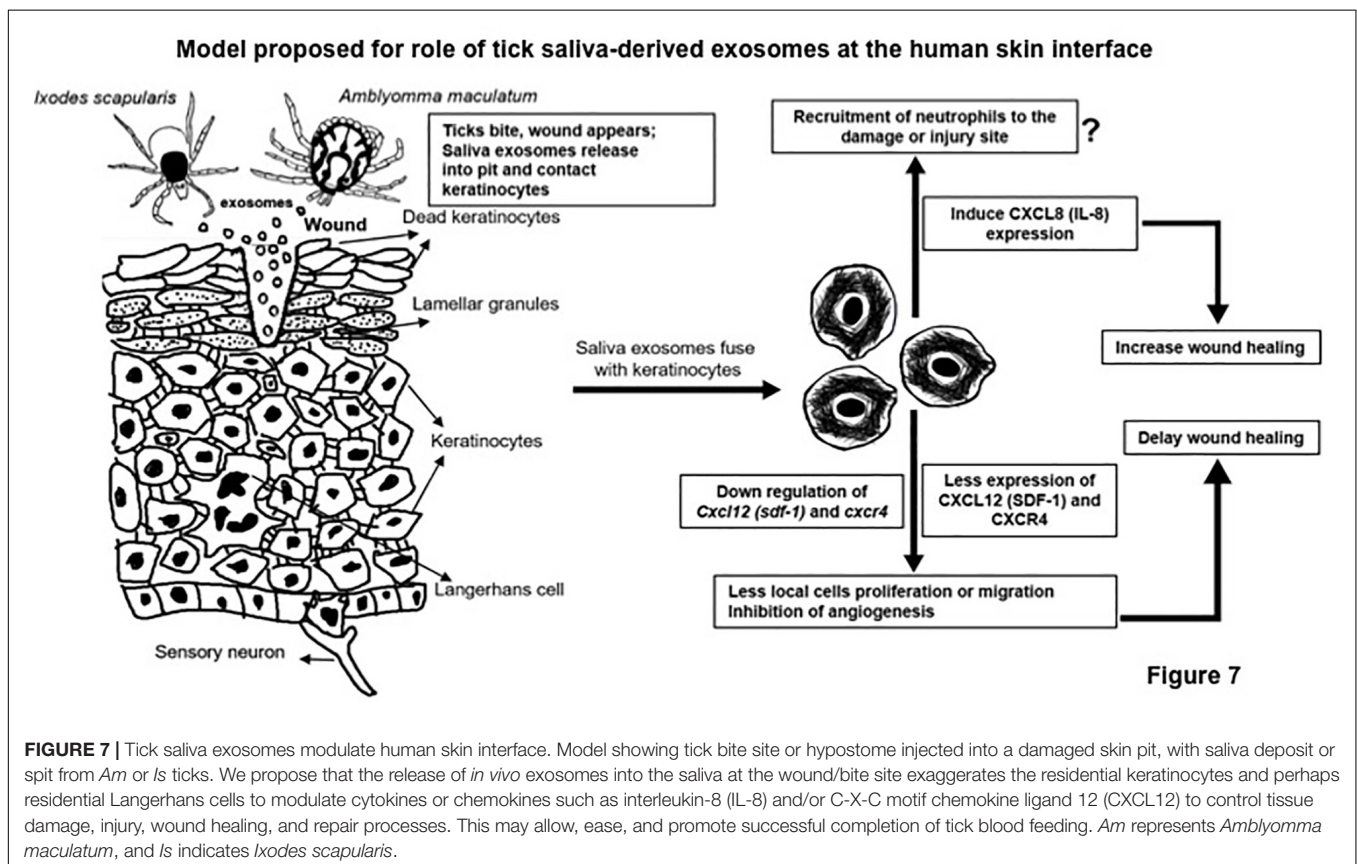 Model proposed for role of tick saliva-derived exosomes at the human skin interface
Ixodes scapularis
Amblyomma maculatum
Ticks bite, wound appears;
Saliva exosomes release
into pit and contact
keratinocytes
exosomes
Wound
Dead keratinocytes
Lamellar granules
Keratinocytes
Langerhans cell
Sensory neuron
Saliva exosomes fuse
with keratinocytes
Recruitment of neutrophils to the
damage or injury site
?
Induce CXCL8 (IL-8)
expression
Increase wound healing
Delay wound healing
Down regulation of
Cxcl12 (sdf-1) and cxcr4
Less expression of
CXCL12 (SDF-1) and
CXCR4
Less local cells proliferation or migration
Inhibition of angiogenesis
Figure 7
FIGURE 7 | Tick saliva exosomes modulate human skin interface. Model showing tick bite site or hypostome injected into a damaged skin pit, with saliva deposit or
spit from Am or Is ticks. We propose that the release of in vivo exosomes into the saliva at the wound/bite site exaggerates the residential keratinocytes and perhaps
residential Langerhans cells to modulate cytokines or chemokines such as interleukin-8 (IL-8) and/or C-X-C motif chemokine ligand 12 (CXCL12) to control tissue
damage, injury, wound healing, and repair processes. This may allow, ease, and promote successful completion of tick blood feeding. Am represents Amblyomma
maculatum, and Is indicates Ixodes scapularis.